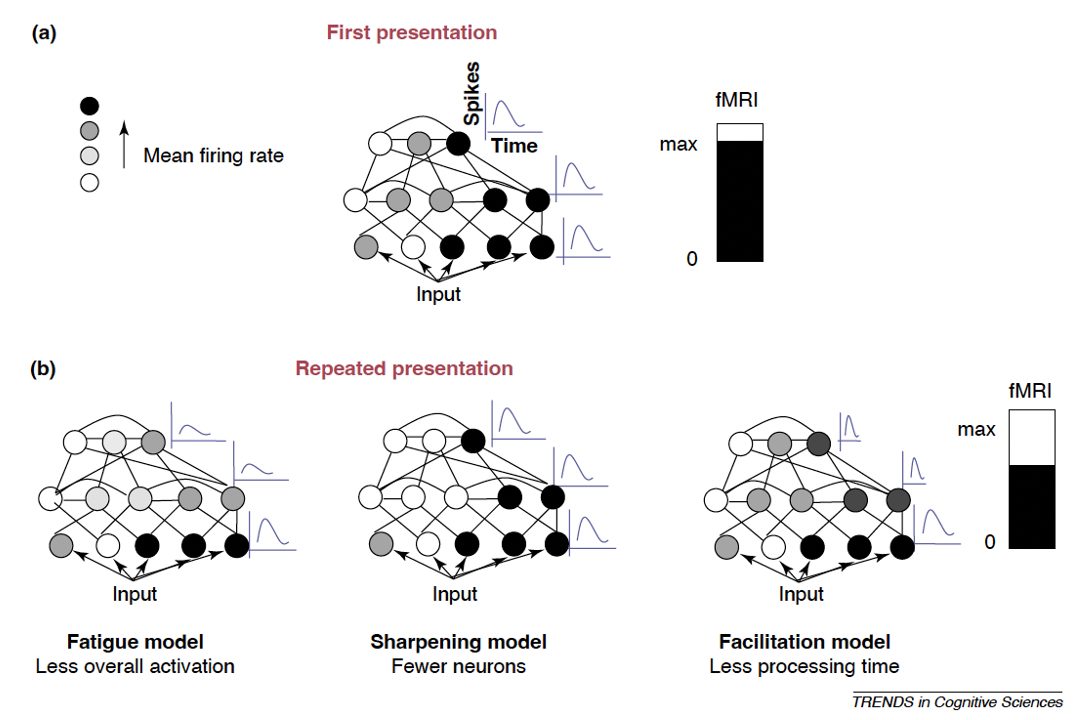 (a)
First presentation
Mean firing rate
Spikes
Time
fMRI
max
0
Input
(b)
Repeated presentation
fMRI
max
0
Input
Input
Input
Fatigue model
Less overall activation
Sharpening model
Fewer neurons
Facilitation model
Less processing time
TRENDS in Cognitive Sciences